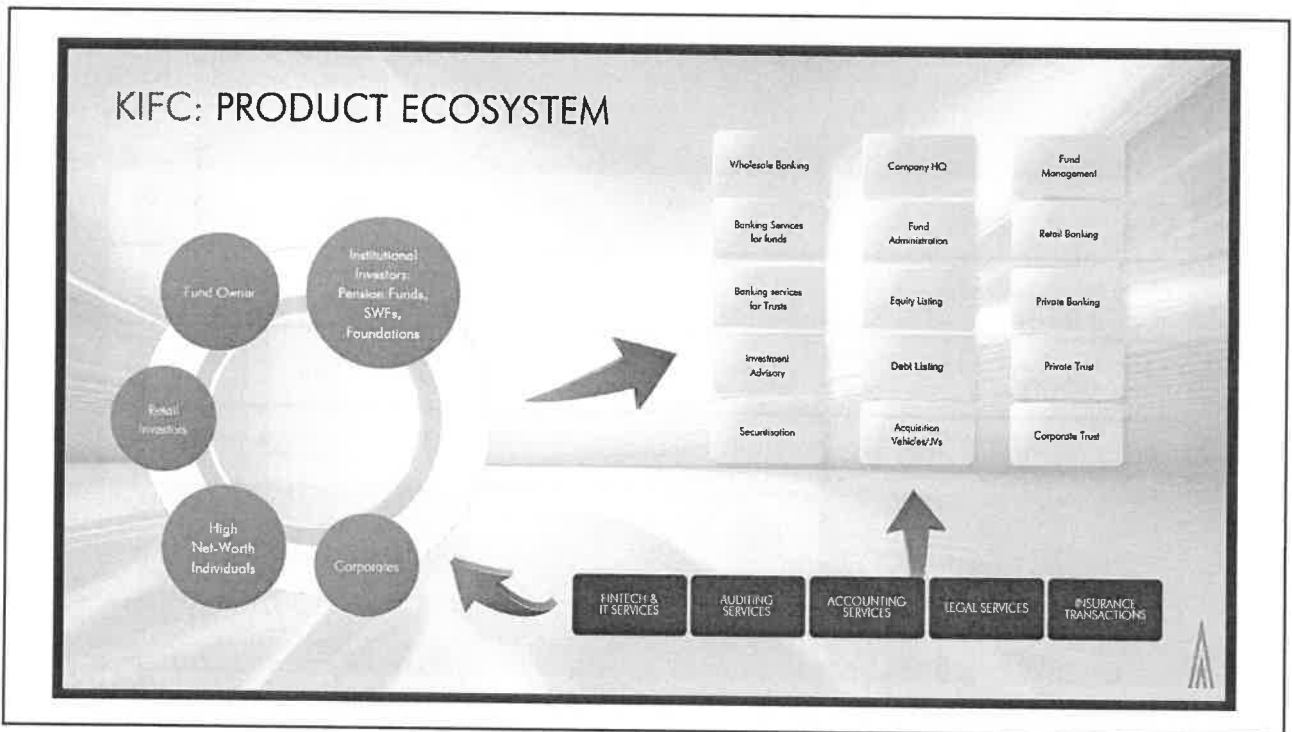 KIFC: PRODUCT ECOSYSTEM
Fund Owner
Institutional
Investors:
Pension Funds,
SWFs,
Foundations
Retail
Investors
High
Net-Worth
Individuals
Corporates
Wholesale Banking
Company HQ
Fund
Management
Banking Services
for funds
Fund
Administration
Retail Banking
Banking services
for Trusts
Equity Listing
Private Banking
Investment
Advisory
Debt Listing
Private Trust
Securitisation
Acquisition
Vehicles/JVs
Corporate Trust
FINTECH &
IT SERVICES
AUDITING
SERVICES
ACCOUNTING
SERVICES
LEGAL SERVICES
INSURANCE
TRANSACTIONS